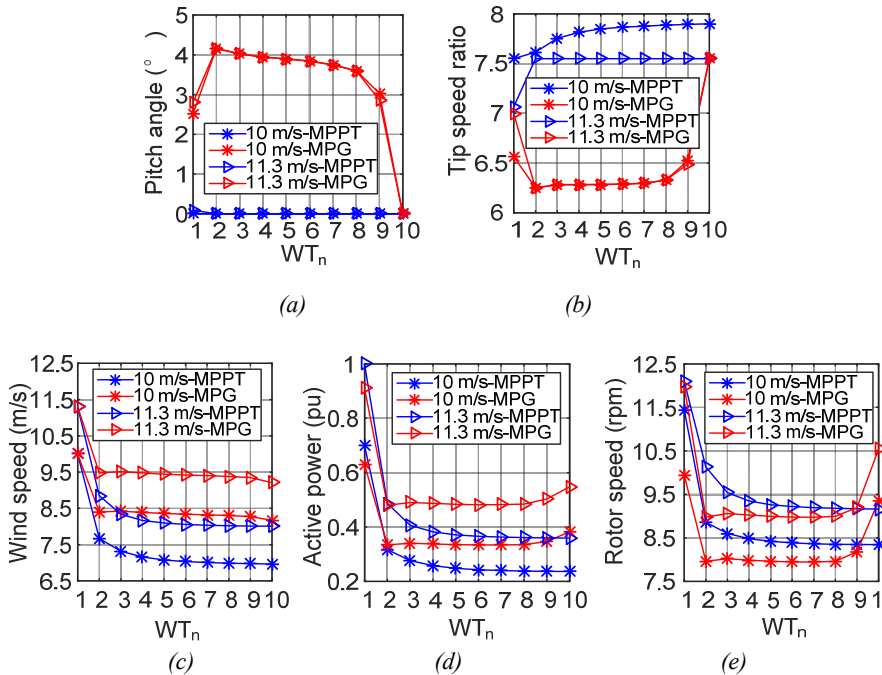 Pitch angle (°)
5
4
3
2
1
0
10 m/s-MPPT
10 m/s-MPG
11.3 m/s-MPPT
11.3 m/s-MPG
1 2 3 4 5 6 7 8 9 10
WTn
(a)
Tip speed ratio
8
7.5
7
6.5
6
10 m/s-MPPT
10 m/s-MPG
11.3 m/s-MPPT
11.3 m/s-MPG
1 2 3 4 5 6 7 8 9 10
WTn
(b)
Wind speed (m/s)
12.5
11.5
10.5
9.5
8.5
7.5
6.5
10 m/s-MPPT
10 m/s-MPG
11.3 m/s-MPPT
11.3 m/s-MPG
1 2 3 4 5 6 7 8 9 10
WTn
(c)
Active power (pu)
1
0.8
0.6
0.4
0.2
10 m/s-MPPT
10 m/s-MPG
11.3 m/s-MPPT
11.3 m/s-MPG
1 2 3 4 5 6 7 8 9 10
WTn
(d)
Rotor speed (rpm)
12.5
11.5
10.5
9.5
8.5
7.5
10 m/s-MPPT
10 m/s-MPG
11.3 m/s-MPPT
11.3 m/s-MPG
1 2 3 4 5 6 7 8 9 10
WTn
(e)